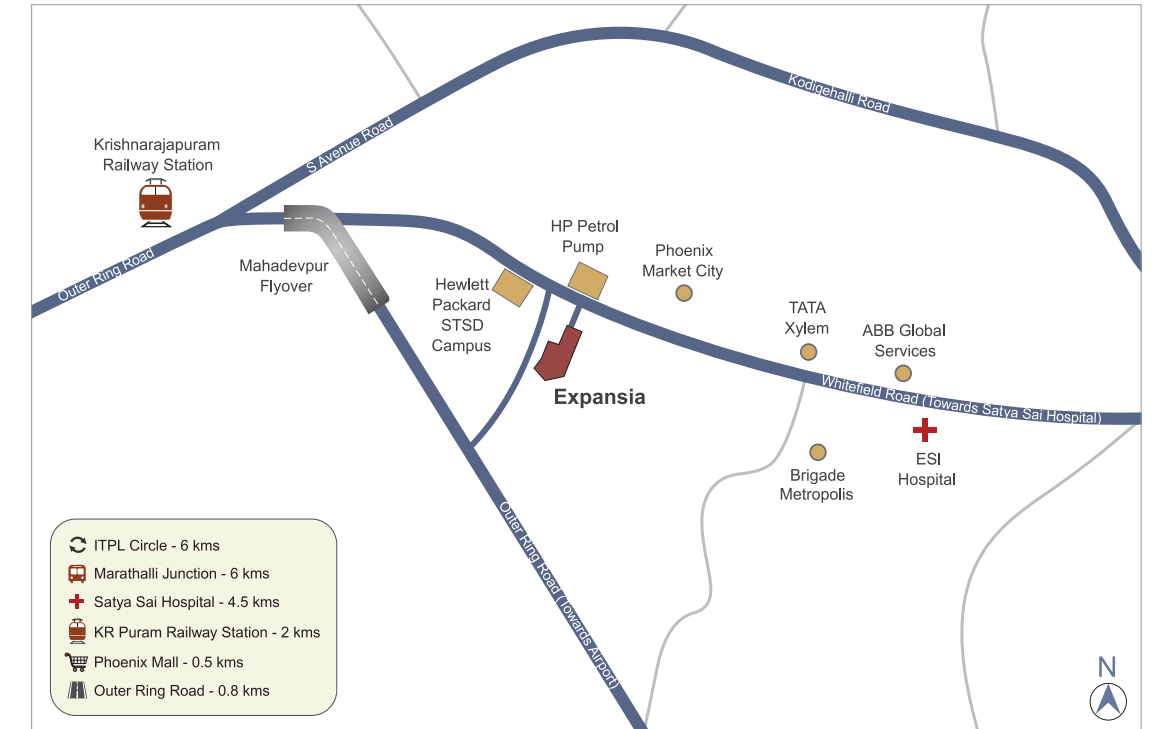 Kodigehalli Road
S Avenue Road
Krishnarajapuram
Railway Station
Outer Ring Road
Mahadevpur
Flyover
HP Petrol
Pump
Phoenix
Market City
Hewlett
Packard
STSD
Campus
TATA
Xylem
ABB Global
Services
Expansia
Whitefield Road (Towards Satya Sai Hospital)
ESI
Hospital
Brigade
Metropolis
Outer Ring Road (Towards Airport)
ITPL Circle - 6 kms
Marathalli Junction - 6 kms
Satya Sai Hospital - 4.5 kms
KR Puram Railway Station - 2 kms
Phoenix Mall - 0.5 kms
Outer Ring Road - 0.8 kms
N